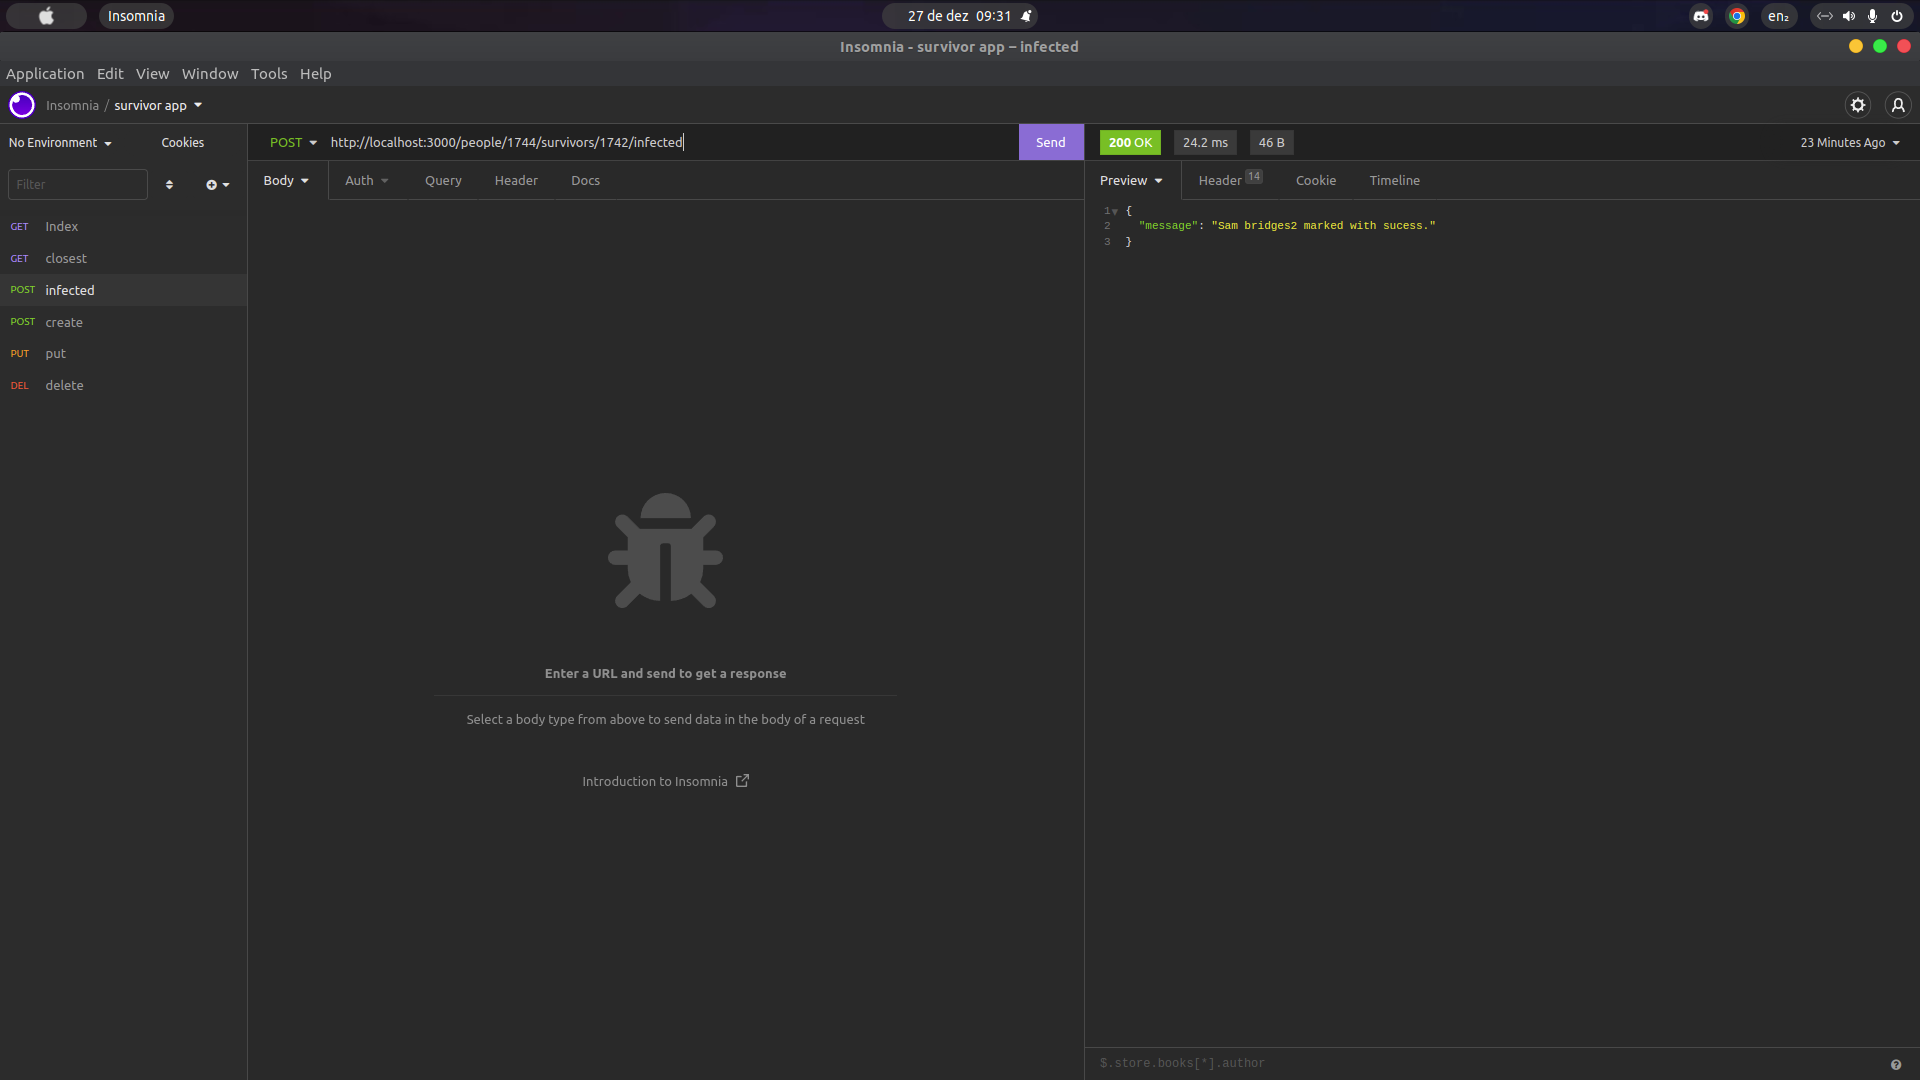 Insomnia
27 de dez 09:31
en₂
Insomnia - survivor app – infected
Application Edit View Window Tools Help
Insomnia / survivor app
No Environment Cookies
POST http://localhost:3000/people/1744/survivors/1742/infected Send
200 OK 24.2 ms 46 B 23 Minutes Ago
Filter
Body Auth Query Header Docs
Preview Header 14 Cookie Timeline
GET Index
GET closest
POST infected
POST create
PUT put
DEL delete
1 {
2 "message": "Sam bridges2 marked with sucess."
3 }
Enter a URL and send to get a response
Select a body type from above to send data in the body of a request
Introduction to Insomnia
$.store.books[*].author